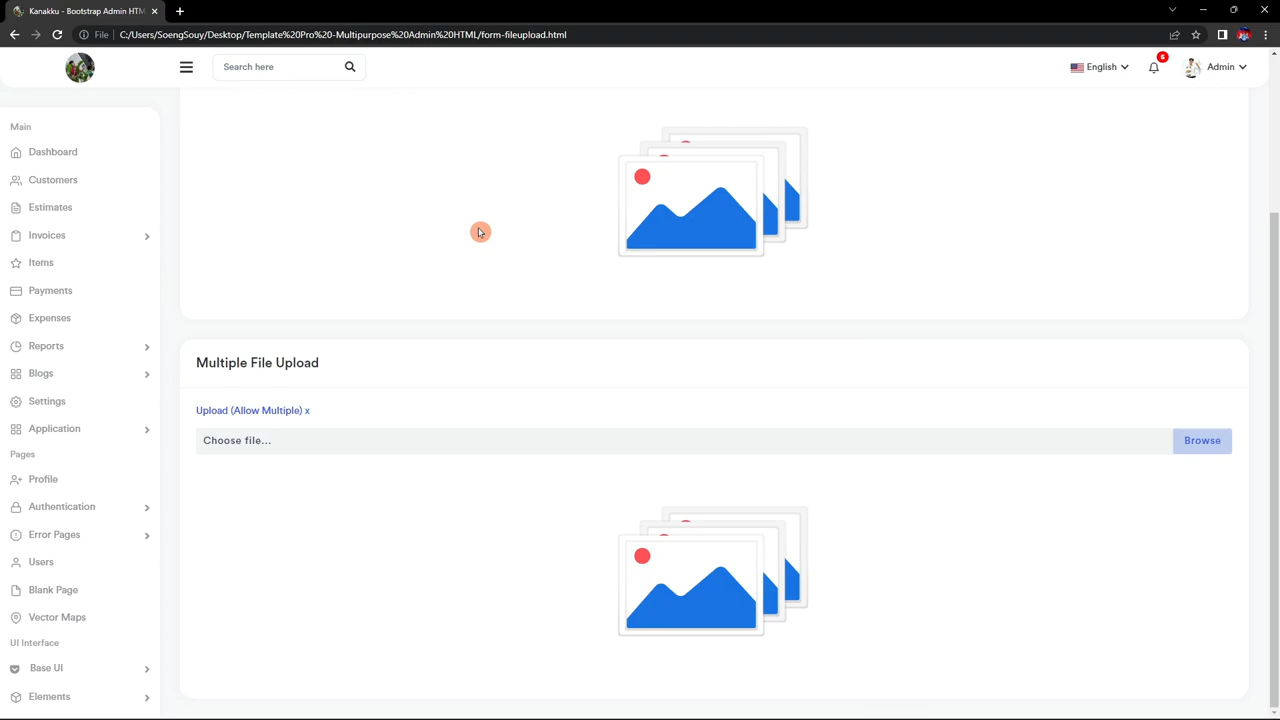 Kanakku - Bootstrap Admin HTML
File
C:/Users/SoengSouy/Desktop/Template%20Pro%20-Multipurpose%20Admin%20HTML/form-fileupload.html
Search here
English
5
Admin
Main
Dashboard
Customers
Estimates
Invoices
Items
Payments
Expenses
Reports
Blogs
Settings
Application
Pages
Profile
Authentication
Error Pages
Users
Blank Page
Vector Maps
UI Interface
Base UI
Elements
Multiple File Upload
Upload (Allow Multiple) x
Choose file...
Browse